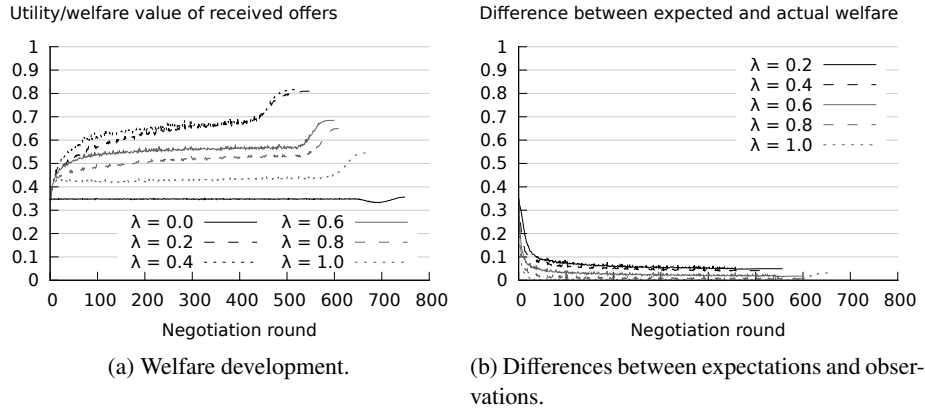 Utility/welfare value of received offers
1
0.9
0.8
0.7
0.6
0.5
0.4
0.3
0.2
0.1
0
λ = 0.0
λ = 0.2
λ = 0.4
λ = 0.6
λ = 0.8
λ = 1.0
0 100 200 300 400 500 600 700 800
Negotiation round
(a) Welfare development.
Difference between expected and actual welfare
1
0.9
0.8
0.7
0.6
0.5
0.4
0.3
0.2
0.1
0
λ = 0.2
λ = 0.4
λ = 0.6
λ = 0.8
λ = 1.0
0 100 200 300 400 500 600 700 800
Negotiation round
(b) Differences between expectations and obser-
vations.